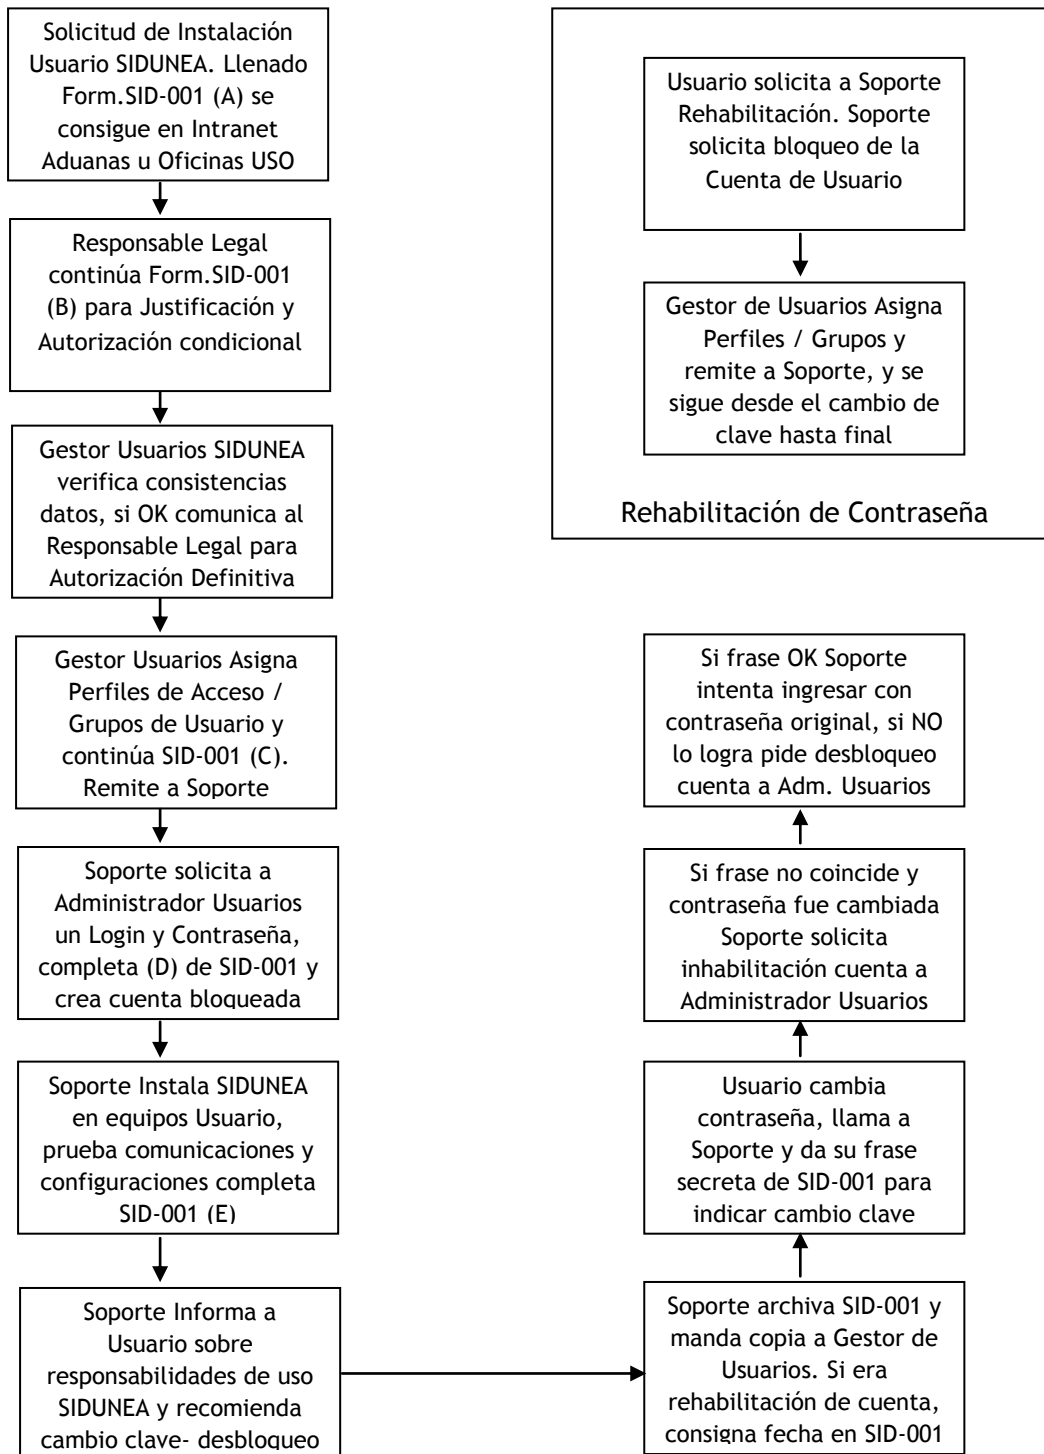 Solicitud de Instalación
Usuario SIDUNEA. Llenado
Form.SID-001 (A) se
consigue en Intranet
Aduanas u Oficinas USO
Responsable Legal
continúa Form.SID-001
(B) para Justificación y
Autorización condicional
Gestor Usuarios SIDUNEA
verifica consistencias
datos, si OK comunica al
Responsable Legal para
Autorización Definitiva
Gestor Usuarios Asigna
Perfiles de Acceso /
Grupos de Usuario y
continúa SID-001 (C).
Remite a Soporte
Soporte solicita a
Administrador Usuarios
un Login y Contraseña,
completa (D) de SID-001 y
crea cuenta bloqueada
Soporte Instala SIDUNEA
en equipos Usuario,
prueba comunicaciones y
configuraciones completa
SID-001 (E)
Soporte Informa a
Usuario sobre
responsabilidades de uso
SIDUNEA y recomienda
cambio clave- desbloqueo
Soporte archiva SID-001 y
manda copia a Gestor de
Usuarios. Si era
rehabilitación de cuenta,
consigna fecha en SID-001
Usuario cambia
contraseña, llama a
Soporte y da su frase
secreta de SID-001 para
indicar cambio clave
Si frase no coincide y
contraseña fue cambiada
Soporte solicita
inhabilitación cuenta a
Administrador Usuarios
Si frase OK Soporte
intenta ingresar con
contraseña original, si NO
lo logra pide desbloqueo
cuenta a Adm. Usuarios
Usuario solicita a Soporte
Rehabilitación. Soporte
solicita bloqueo de la
Cuenta de Usuario
Gestor de Usuarios Asigna
Perfiles / Grupos y
remite a Soporte, y se
sigue desde el cambio de
clave hasta final
Rehabilitación de Contraseña